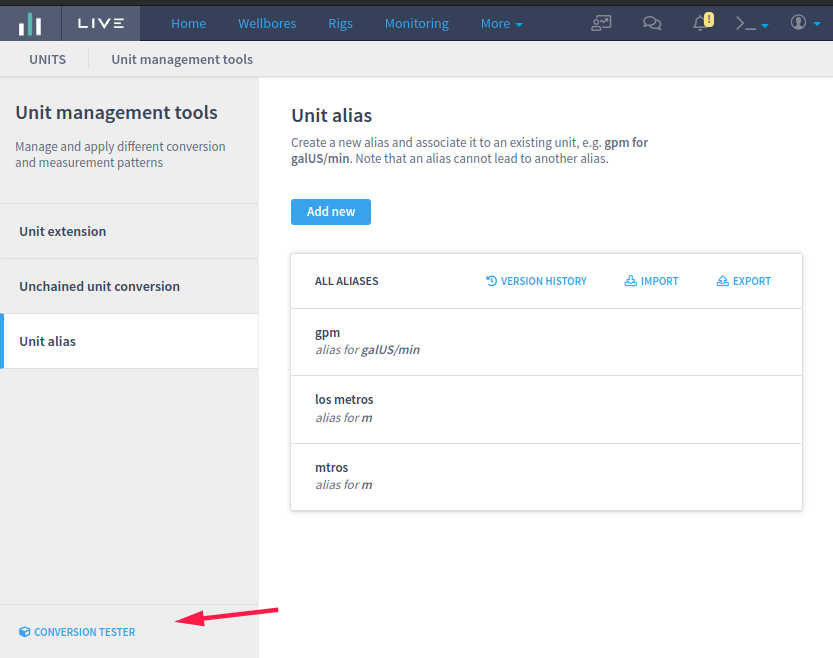 LIVE
Home
Wellbores
Rigs
Monitoring
More
!
UNITS
Unit management tools
Unit management tools
Manage and apply different conversion
and measurement patterns
Unit extension
Unchained unit conversion
Unit alias
CONVERSION TESTER
Unit alias
Create a new alias and associate it to an existing unit, e.g. gpm for
galUS/min. Note that an alias cannot lead to another alias.
Add new
ALL ALIASES
VERSION HISTORY
IMPORT
EXPORT
gpm
alias for galUS/min
los metros
alias for m
mtros
alias for m